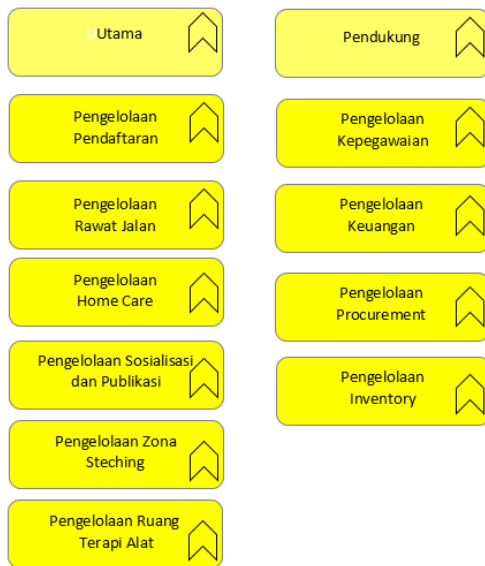 UUtama
Pengelolaan
Pendaftaran
Pengelolaan
Rawat Jalan
Pengelolaan
Home Care
Pengelolaan Sosialisasi
dan Publikasi
Pengelolaan Zona
Steching
Pengelolaan Ruang
Terapi Alat
Pendukung
Pengelolaan
Kepegawaian
Pengelolaan
Keuangan
Pengelolaan
Procurement
Pengelolaan
Inventory